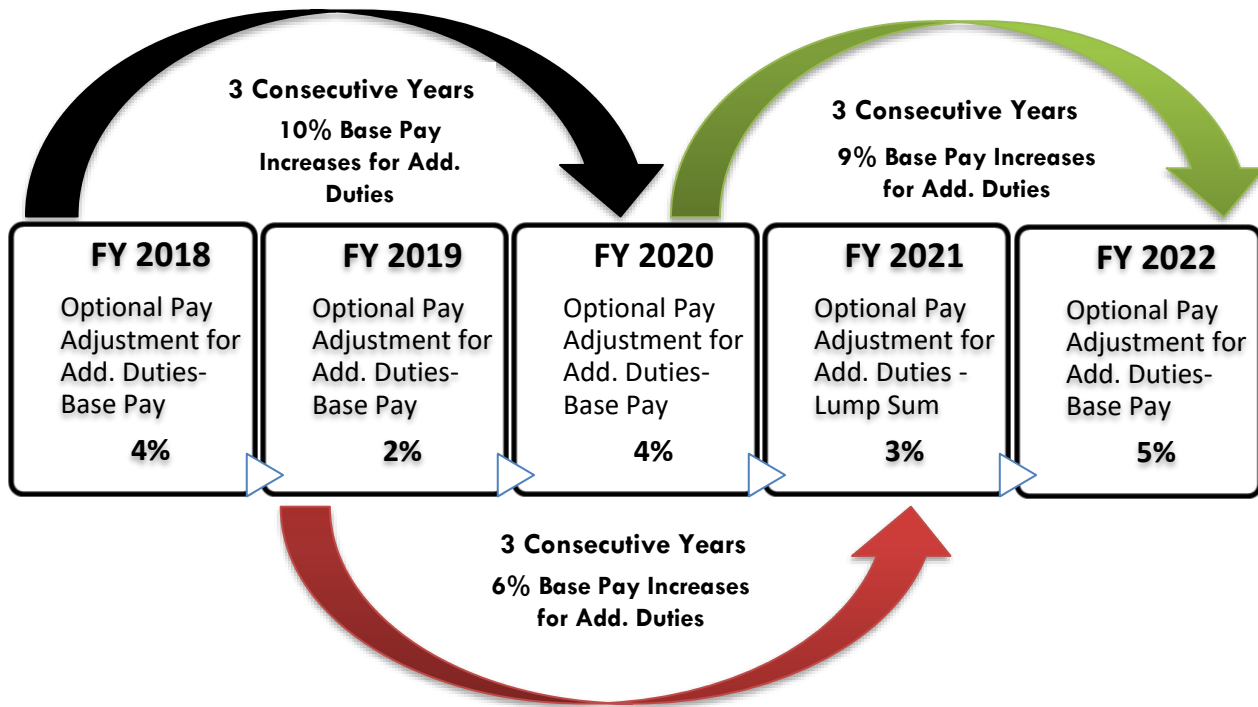 3 Consecutive Years
10% Base Pay
Increases for Add.
Duties
3 Consecutive Years
9% Base Pay Increases
for Add. Duties
FY 2018
Optional Pay
Adjustment for
Add. Duties-
Base Pay
4%
FY 2019
Optional Pay
Adjustment for
Add. Duties-
Base Pay
2%
FY 2020
Optional Pay
Adjustment for
Add. Duties-
Base Pay
4%
FY 2021
Optional Pay
Adjustment for
Add. Duties -
Lump Sum
3%
FY 2022
Optional Pay
Adjustment for
Add. Duties-
Base Pay
5%
3 Consecutive Years
6% Base Pay Increases
for Add. Duties